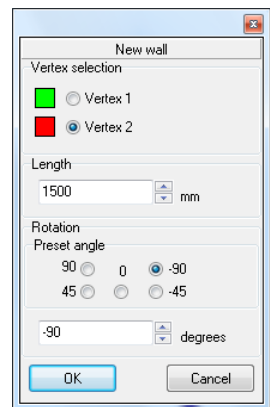 New wall
Vertex selection
Vertex 1
Vertex 2
Length
1500 mm
Rotation
Preset angle
90 0 -90
45 -45
-90 degrees
OK Cancel